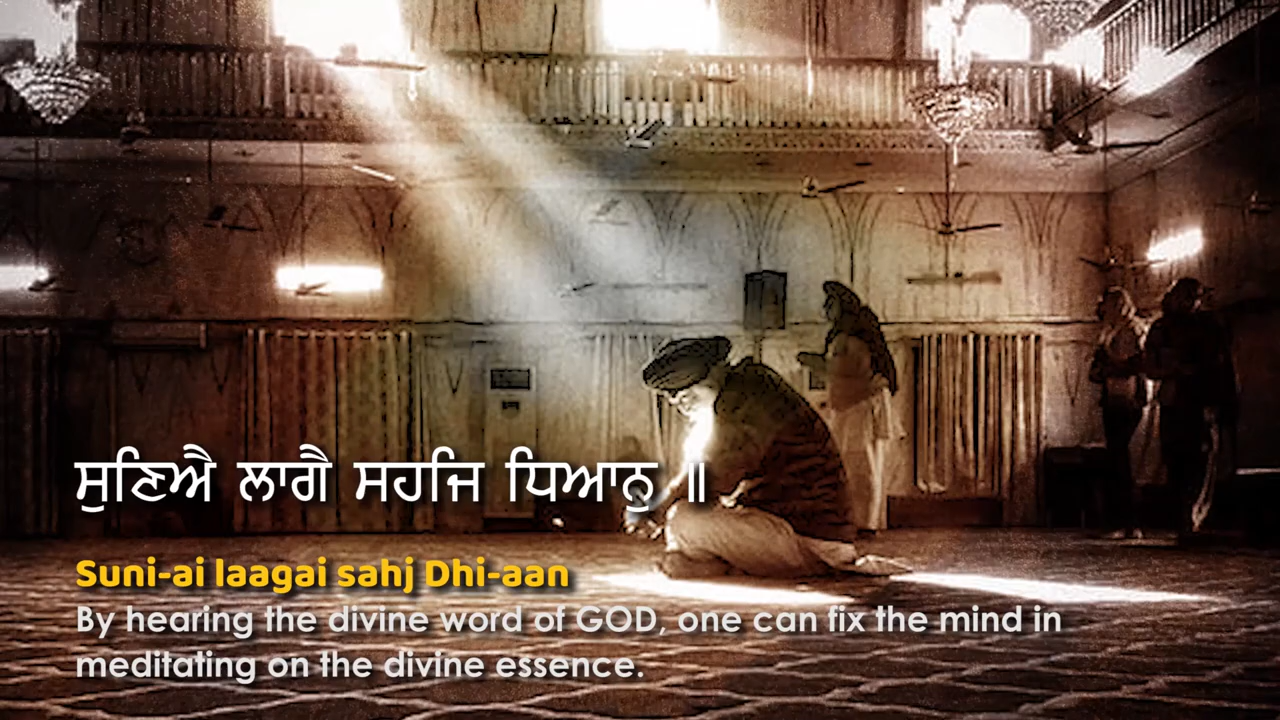 ਸੁਣਿਐ ਲਾਗੈ ਸਹਜਿ ਧਿਆਨੁ ॥
Suni-ai laagai sahj Dhi-aan
By hearing the divine word of GOD, one can fix the mind in
meditating on the divine essence.